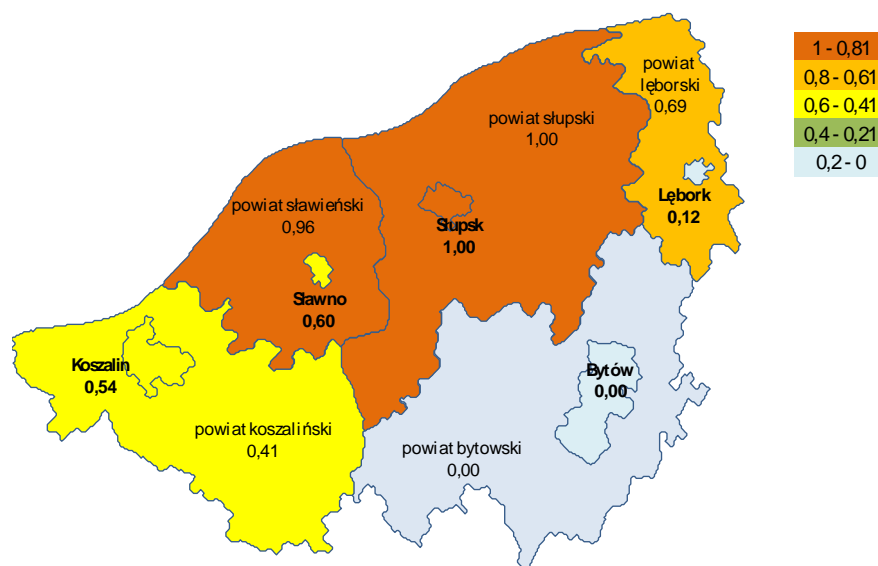 1 - 0,81
0,8 - 0,61
0,6 - 0,41
0,4 - 0,21
0,2 - 0
powiat
lęborski
0,69
powiat słupski
1,00
powiat sławieński
0,96
Lębork
0,12
Słupsk
1,00
Sławno
0,60
Koszalin
0,54
Bytów
0,00
powiat koszaliński
0,41
powiat bytowski
0,00